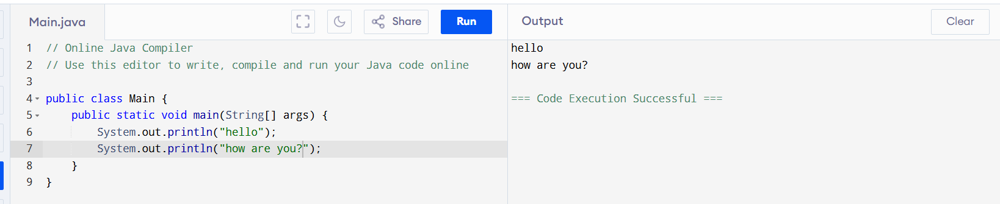 Main.java
Share
Run
Output
Clear
1 // Online Java Compiler
2 // Use this editor to write, compile and run your Java code online
3
4 public class Main {
5     public static void main(String[] args) {
6         System.out.println("hello");
7         System.out.println("how are you?");
8     }
9 }
hello
how are you?
=== Code Execution Successful ===